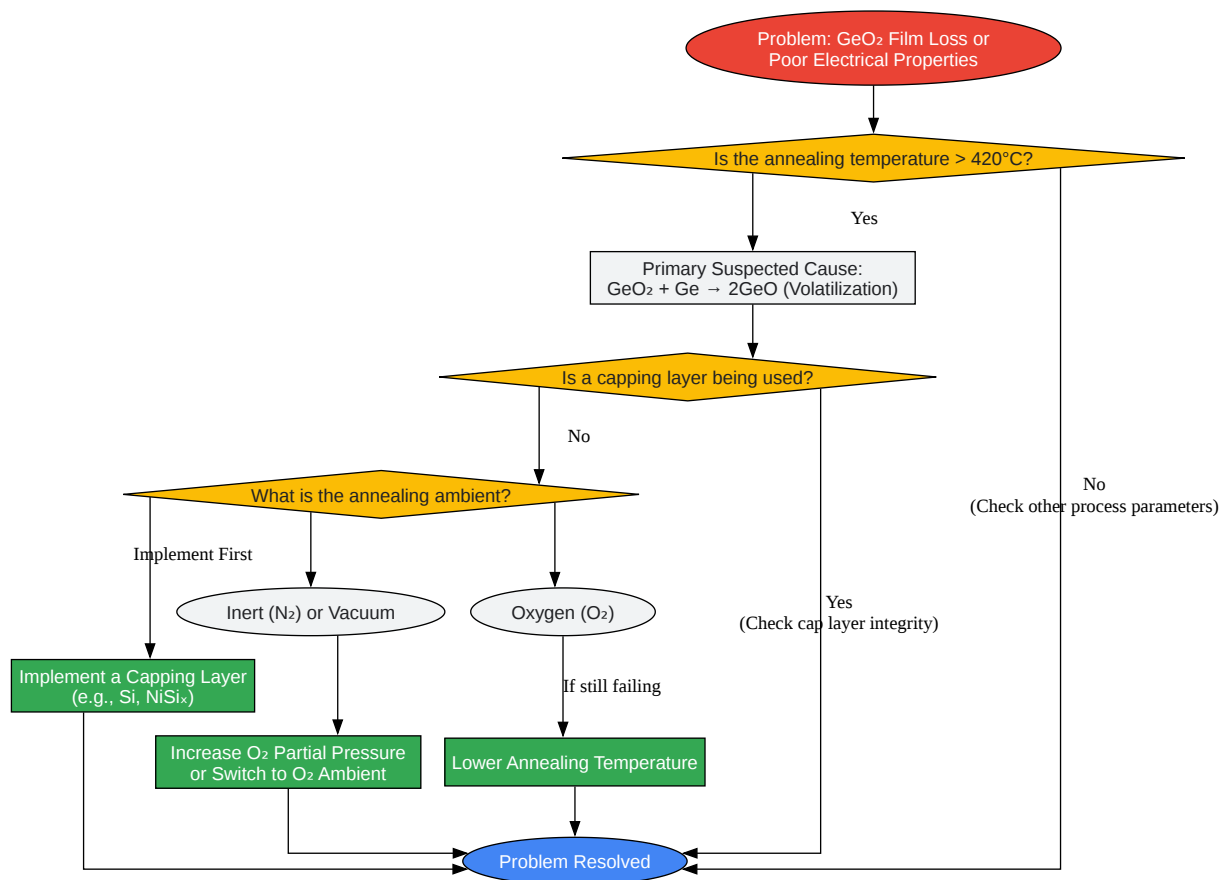 Problem: GeO₂ Film Loss or
Poor Electrical Properties
Is the annealing temperature > 420°C?
Yes
Primary Suspected Cause:
GeO₂ + Ge → 2GeO (Volatilization)
Is a capping layer being used?
No
What is the annealing ambient?
No
(Check other process parameters)
Implement First
Inert (N₂) or Vacuum
Oxygen (O₂)
Yes
(Check cap layer integrity)
Implement a Capping Layer
(e.g., Si, NiSiₓ)
If still failing
Increase O₂ Partial Pressure
or Switch to O₂ Ambient
Lower Annealing Temperature
Problem Resolved